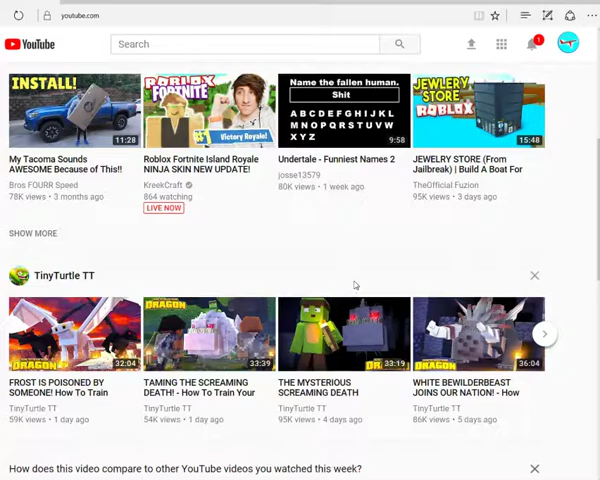 youtube.com
YouTube
Search
1
INSTALL!
11:28
My Tacoma Sounds
AWESOME Because of This!!
Bros FOURR Speed
78K views • 3 months ago
ROBLOX
FORTNITE
#1 Victory Royale!
Roblox Fortnite Island Royale
NINJA SKIN NEW UPDATE!
KreekCraft
864 watching
LIVE NOW
Name the fallen human.
Shit
A B C D E F G H I J K
L M N O P Q R S T U V W
X Y Z
9:58
Undertale - Funniest Names 2
josse13579
80K views • 1 week ago
JEWLERY
STORE
ROBLOX
15:48
JEWELRY STORE (From
Jailbreak) | Build A Boat For
TheOfficial Fuzion
95K views • 3 days ago
SHOW MORE
TinyTurtle TT
DRAGON
32:04
FROST IS POISONED BY
SOMEONE! How To Train
TinyTurtle TT
59K views • 1 day ago
DRAGON
33:39
TAMING THE SCREAMING
DEATH! - How To Train Your
TinyTurtle TT
54K views • 1 day ago
33:19
THE MYSTERIOUS
SCREAMING DEATH
TinyTurtle TT
95K views • 4 days ago
DRAGON
36:04
WHITE BEWILDERBEAST
JOINS OUR NATION! - How
TinyTurtle TT
86K views • 5 days ago
How does this video compare to other YouTube videos you watched this week?